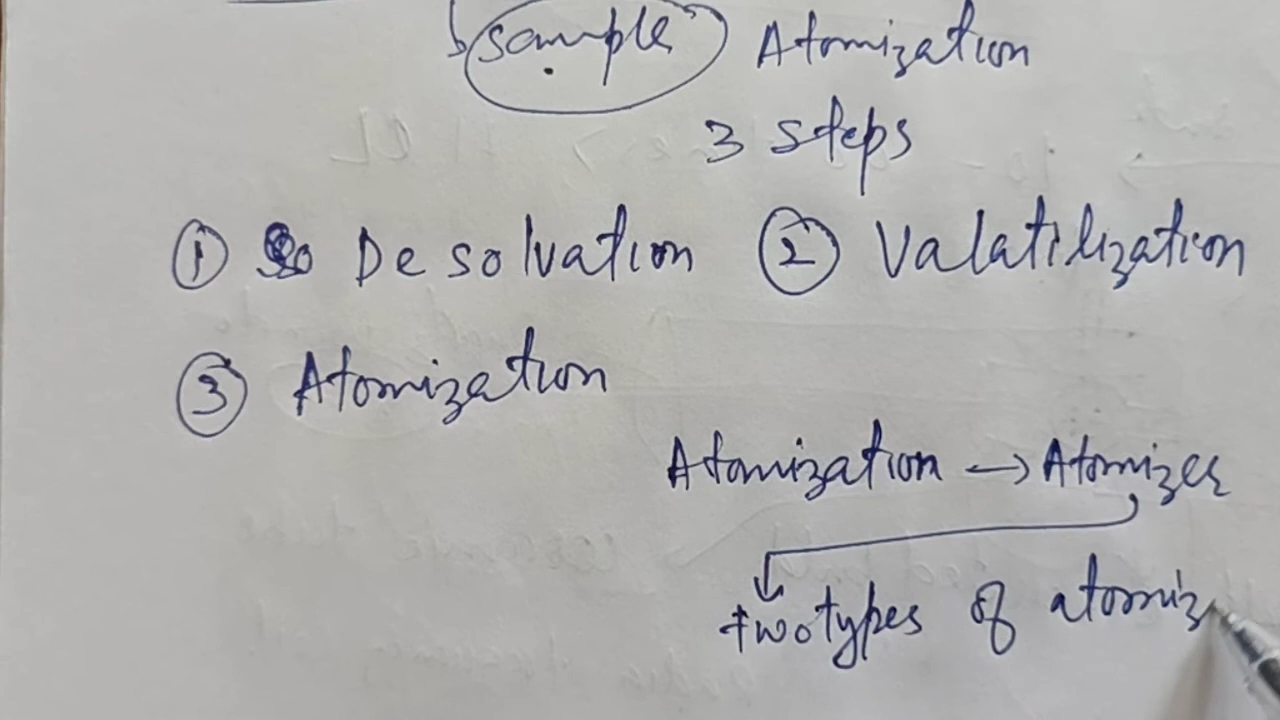 Sample Atomization
3 Steps
① Desolvation ② Valatilization
③ Atomization
Atomization → Atomizer
two types of atomiz